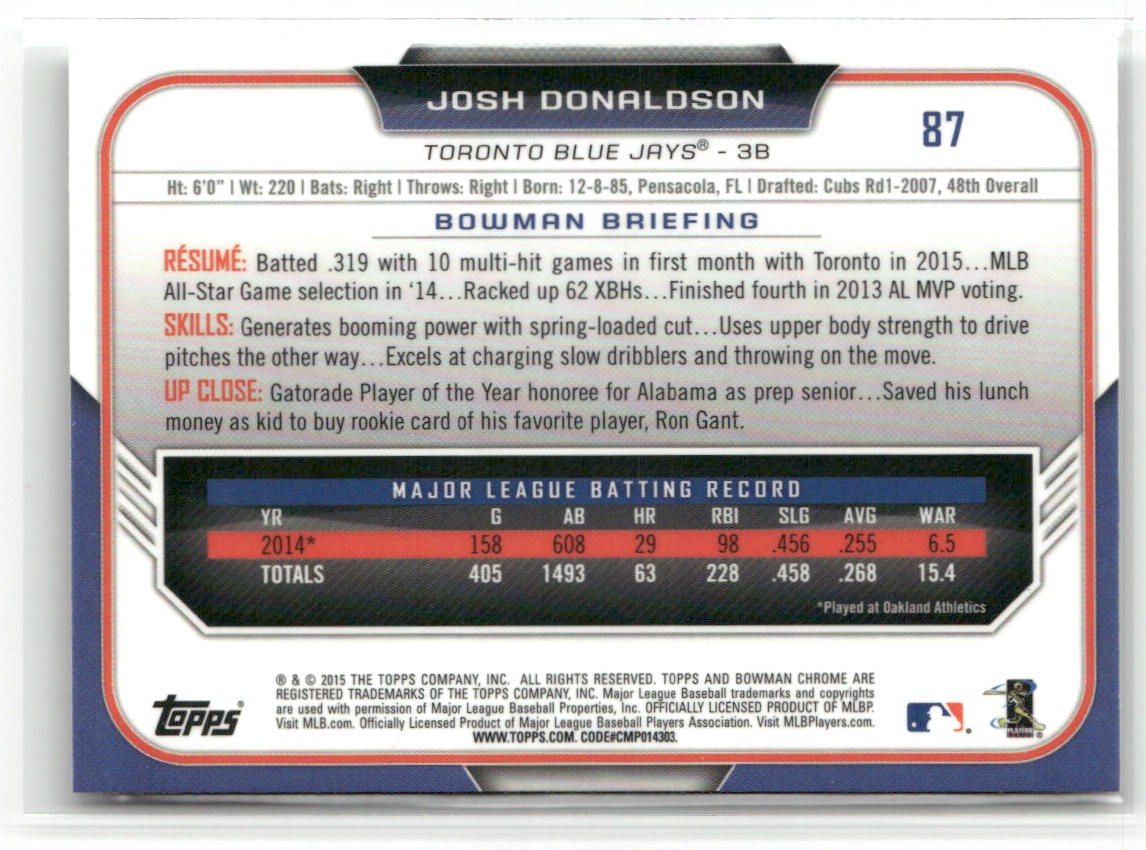 JOSH DONALDSON
87
TORONTO BLUE JAYS® - 3B
Ht: 6'0" | Wt: 220 | Bats: Right | Throws: Right | Born: 12-8-85, Pensacola, FL | Drafted: Cubs Rd1-2007, 48th Overall
BOWMAN BRIEFING
RÉSUMÉ: Batted .319 with 10 multi-hit games in first month with Toronto in 2015...MLB
All-Star Game selection in '14...Racked up 62 XBHs...Finished fourth in 2013 AL MVP voting.
SKILLS: Generates booming power with spring-loaded cut...Uses upper body strength to drive
pitches the other way...Excels at charging slow dribblers and throwing on the move.
UP CLOSE: Gatorade Player of the Year honoree for Alabama as prep senior...Saved his lunch
money as kid to buy rookie card of his favorite player, Ron Gant.
MAJOR LEAGUE BATTING RECORD
YR G AB HR RBI SLG AVG WAR
2014* 158 608 29 98 .456 .255 6.5
TOTALS 405 1493 63 228 .458 .268 15.4
*Played at Oakland Athletics
® & © 2015 THE TOPPS COMPANY, INC. ALL RIGHTS RESERVED. TOPPS AND BOWMAN CHROME ARE
REGISTERED TRADEMARKS OF THE TOPPS COMPANY, INC. Major League Baseball trademarks and copyrights
are used with permission of Major League Baseball Properties, Inc. OFFICIALLY LICENSED PRODUCT OF MLBP.
Visit MLB.com. Officially Licensed Product of Major League Baseball Players Association. Visit MLBPlayers.com.
WWW.TOPPS.COM. CODE#CMP014303.
topps®
PLAYERS
®